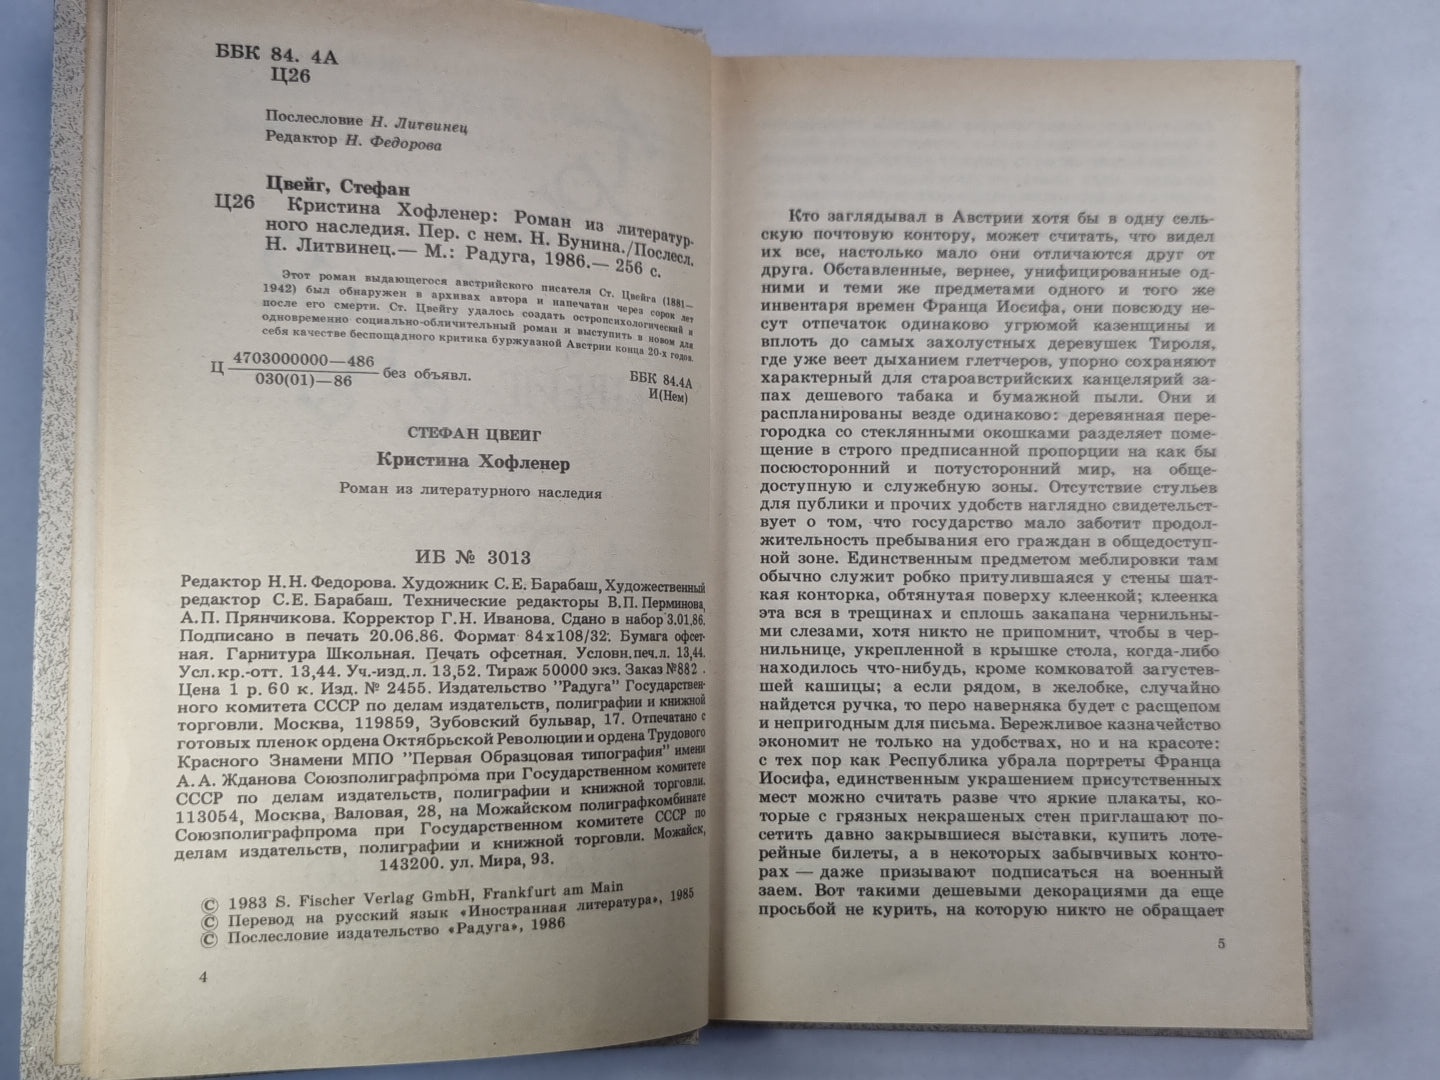 ББК 84. 4А
Ц26
Послесловие Н. Литвинец
Редактор Н. Федорова
Цвейг, Стефан
Ц26 Кристина Хофленер: Роман из литератур-
ного наследия. Пер. с нем. Н. Бунина./Послесл.
Н. Литвинец.— М.: Радуга, 1986.— 256 с.
Этот роман выдающегося австрийского писателя Ст. Цвейга (1881—
1942) был обнаружен в архивах автора и напечатан через сорок лет
после его смерти. Ст. Цвейгу удалось создать остропсихологический и
одновременно социально-обличительный роман и выступить в новом для
себя качестве беспощадного критика буржуазной Австрии конца 20-х годов.
Ц 4703000000—486
030(01)—86 без объявл.
ББК 84.4А
И(Нем)
СТЕФАН ЦВЕЙГ
Кристина Хофленер
Роман из литературного наследия
ИБ № 3013
Редактор Н.Н. Федорова. Художник С.Е. Барабаш, Художественный
редактор С.Е. Барабаш. Технические редакторы В.П. Перминова,
А.П. Прянчикова. Корректор Г.Н. Иванова. Сдано в набор 3.01.86.
Подписано в печать 20.06.86. Формат 84х108/32. Бумага офсет-
ная. Гарнитура Школьная. Печать офсетная. Условн.печ.л. 13,44.
Усл.кр.-отт. 13,44. Уч.-изд.л. 13,52. Тираж 50000 экз. Заказ №882 .
Цена 1 р. 60 к. Изд. № 2455. Издательство "Радуга" Государствен-
ного комитета СССР по делам издательств, полиграфии и книжной
торговли. Москва, 119859, Зубовский бульвар, 17. Отпечатано с
готовых пленок ордена Октябрьской Революции и ордена Трудового
Красного Знамени МПО "Первая Образцовая типография" имени
А.А. Жданова Союзполиграфпрома при Государственном комитете
СССР по делам издательств, полиграфии и книжной торговли.
113054, Москва, Валовая, 28, на Можайском полиграфкомбинате
Союзполиграфпрома при Государственном комитете СССР по
делам издательств, полиграфии и книжной торговли. Можайск,
143200. ул. Мира, 93.
© 1983 S. Fischer Verlag GmbH, Frankfurt am Main
© Перевод на русский язык «Иностранная литература», 1985
© Послесловие издательство «Радуга», 1986
4
Кто заглядывал в Австрии хотя бы в одну сель-
скую почтовую контору, может считать, что видел
их все, настолько мало они отличаются друг от
друга. Обставленные, вернее, унифицированные од-
ними и теми же предметами одного и того же
инвентаря времен Франца Иосифа, они повсюду не-
сут отпечаток одинаково угрюмой казенщины и
вплоть до самых захолустных деревушек Тироля,
где уже веет дыханием глетчеров, упорно сохраняют
характерный для староавстрийских канцелярий за-
пах дешевого табака и бумажной пыли. Они и
распланированы везде одинаково: деревянная пере-
городка со стеклянными окошками разделяет поме-
щение в строго предписанной пропорции на как бы
посюсторонний и потусторонний мир, на обще-
доступную и служебную зоны. Отсутствие стульев
для публики и прочих удобств наглядно свидетельст-
вует о том, что государство мало заботит продол-
жительность пребывания его граждан в общедоступ-
ной зоне. Единственным предметом меблировки там
обычно служит робко притулившаяся у стены шат-
кая конторка, обтянутая поверху клеенкой; клеенка
эта вся в трещинах и сплошь закапана чернильны-
ми слезами, хотя никто не припомнит, чтобы в чер-
нильнице, укрепленной в крышке стола, когда-либо
находилось что-нибудь, кроме комковатой загустев-
шей кашицы; а если рядом, в желобке, случайно
найдется ручка, то перо наверняка будет с расщепом
и непригодным для письма. Бережливое казначейство
экономит не только на удобствах, но и на красоте:
с тех пор как Республика убрала портреты Франца
Иосифа, единственным украшением присутственных
мест можно считать разве что яркие плакаты, ко-
торые с грязных некрашеных стен приглашают по-
сетить давно закрывшиеся выставки, купить лоте-
рейные билеты, а в некоторых забывчивых конто-
рах — даже призывают подписаться на военный
заем. Вот такими дешевыми декорациями да еще
просьбой не курить, на которую никто не обращает
5